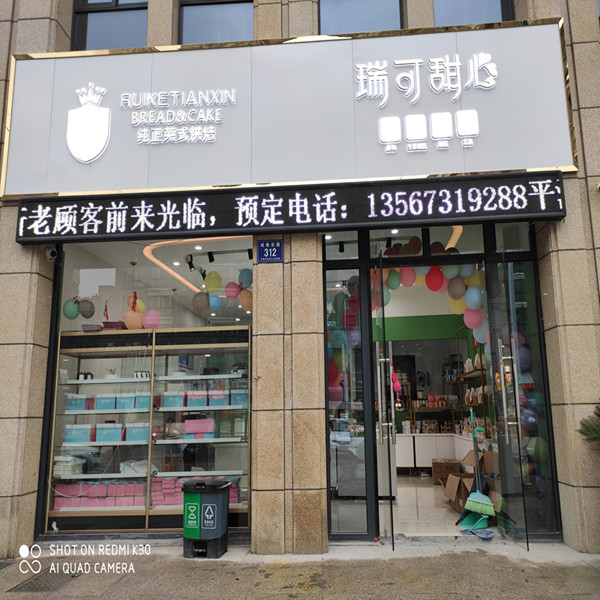 RUIKETIANXIN
BREAD&CAKE
纯正英式烘焙
瑞可甜心
老顾客前来光临，预定电话：13567319288平
312
SHOT ON REDMI K30
AI QUAD CAMERA